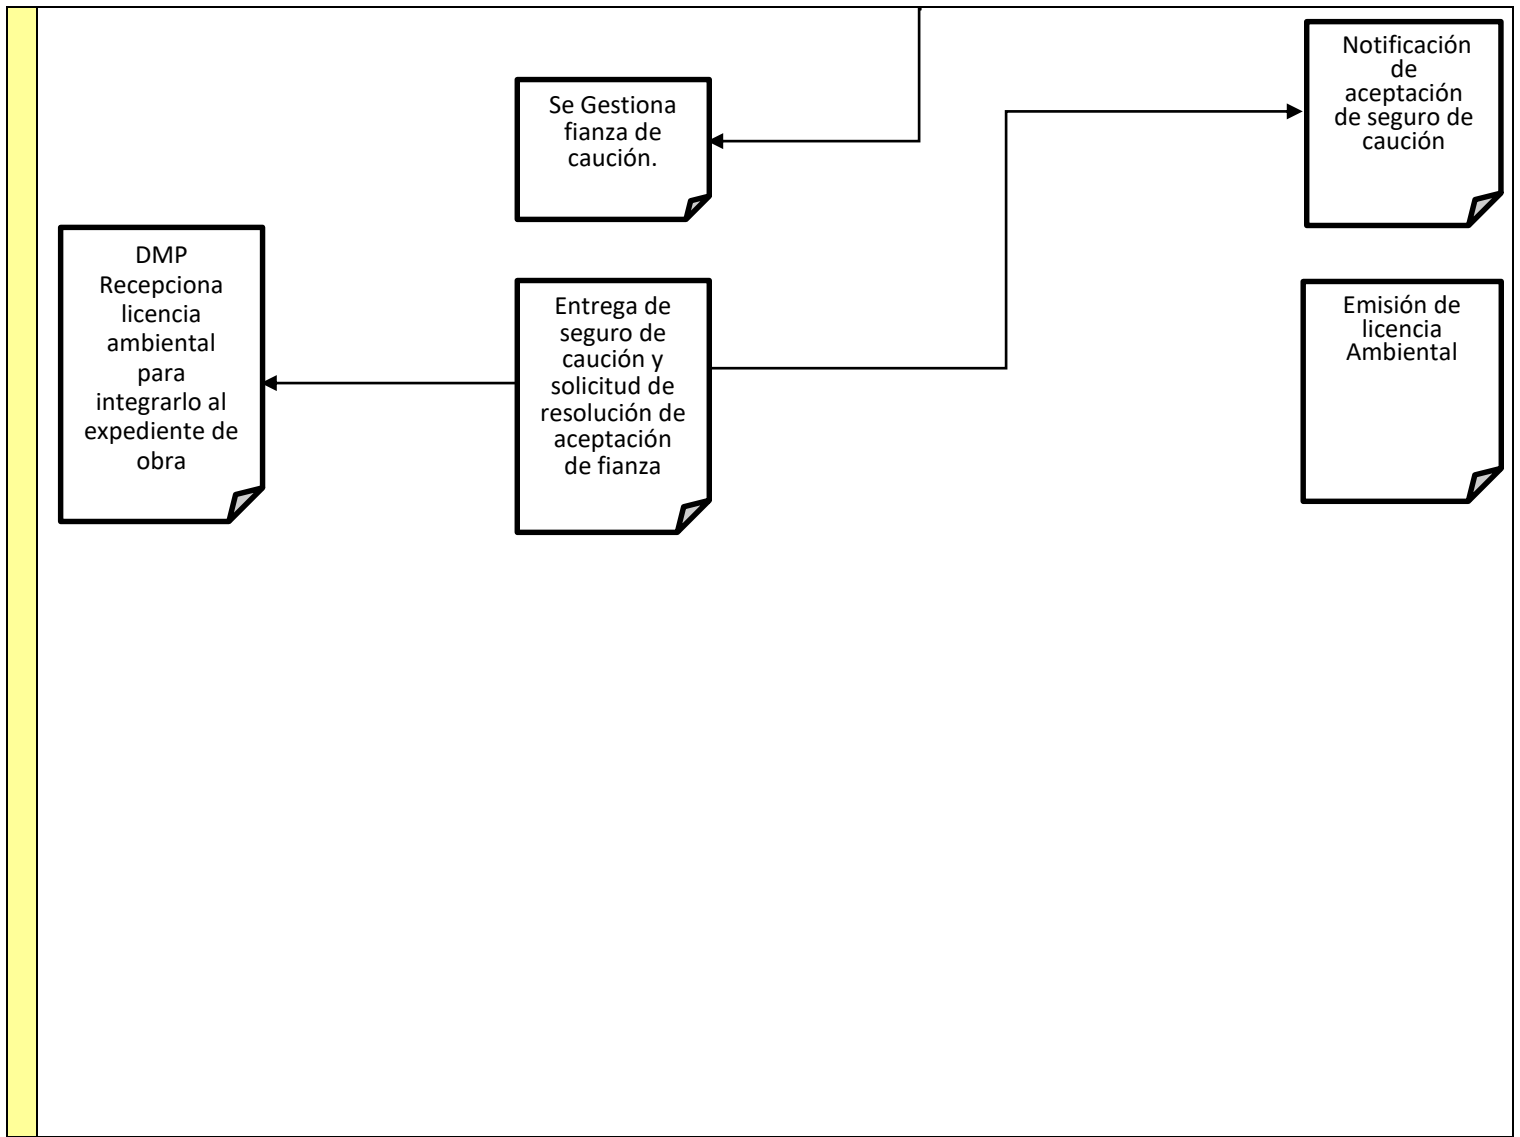 Notificación
de
aceptación
de seguro de
caución
Se Gestiona
fianza de
caución.
DMP
Recepciona
licencia
ambiental
para
integrarlo al
expediente de
obra
Entrega de
seguro de
caución y
solicitud de
resolución de
aceptación
de fianza
Emisión de
licencia
Ambiental